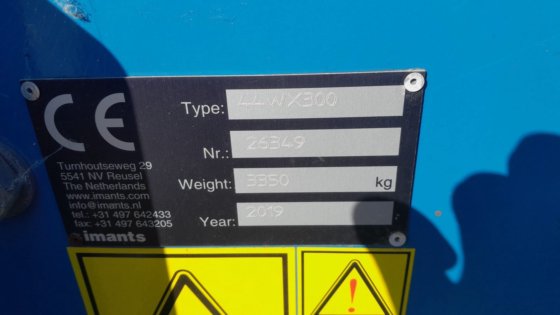 CE
Type: 44WX300
Nr.: 26349
Weight: 3350 kg
Year: 2019
Turnhoutseweg 29
5541 NV Reusel
The Netherlands
www.imants.com
info@imants.nl
tel.: +31 497 642433
fax: +31 497 643205
imants